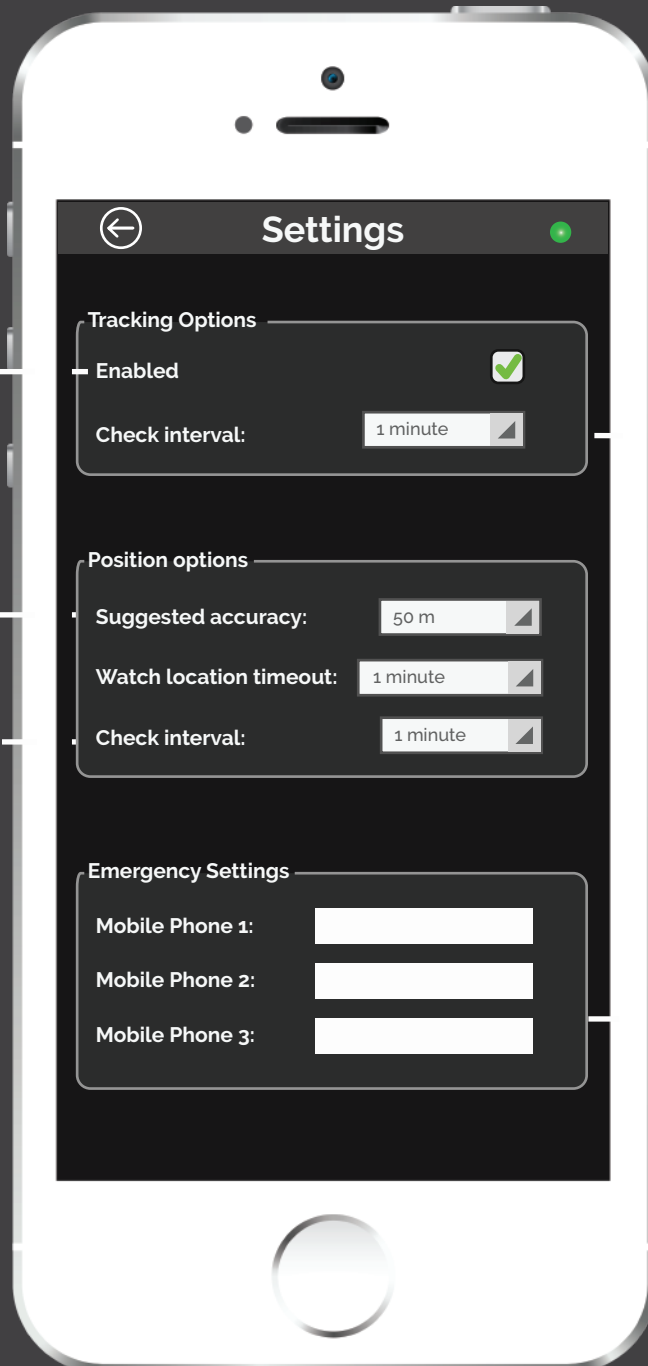 Settings
Tracking Options
Enabled
Check interval: 1 minute
Position options
Suggested accuracy: 50 m
Watch location timeout: 1 minute
Check interval: 1 minute
Emergency Settings
Mobile Phone 1:
Mobile Phone 2:
Mobile Phone 3: